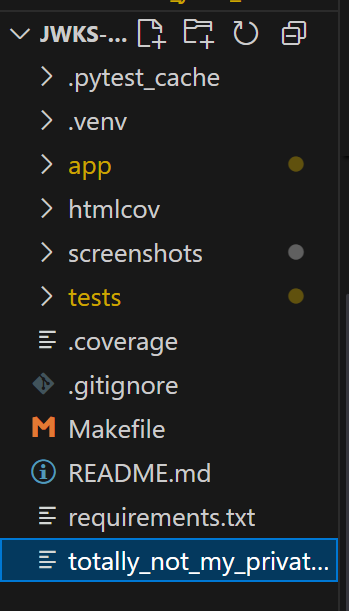 JWKS-...
.pytest_cache
.venv
app
htmlcov
screenshots
tests
.coverage
.gitignore
Makefile
README.md
requirements.txt
totally_not_my_privat...